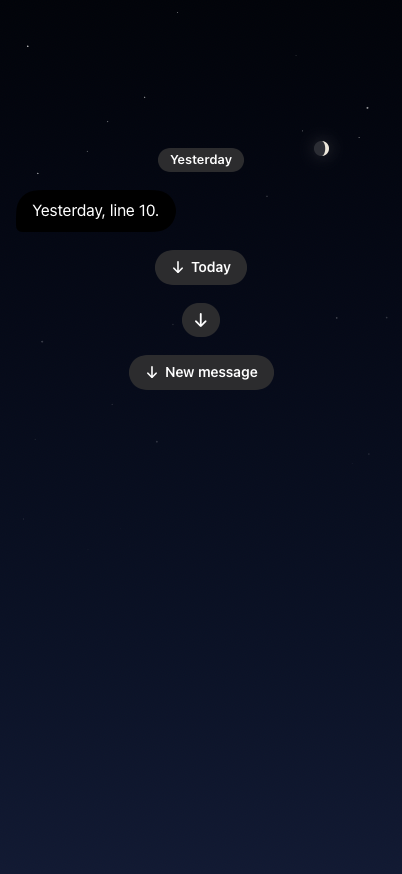 Yesterday
Yesterday, line 10.
↓ Today
↓
↓ New message